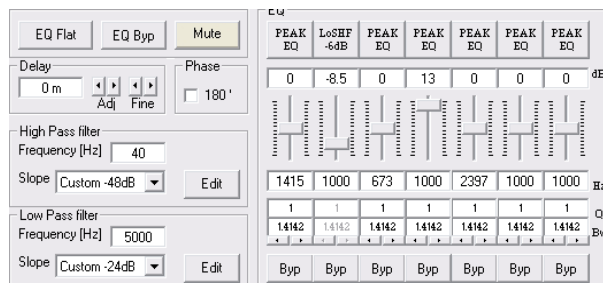 EQ Flat EQ Byp Mute
Delay
0 m
Adj Fine
Phase
180 '
High Pass filter
Frequency [Hz] 40
Slope Custom -48dB Edit
Low Pass filter
Frequency [Hz] 5000
Slope Custom -24dB Edit
EQ
PEAK EQ LoSHF -6dB PEAK EQ PEAK EQ PEAK EQ PEAK EQ PEAK EQ
0 -8.5 0 13 0 0 0 dB
1415 1000 673 1000 2397 1000 1000 Hz
1 1 1 1 1 1 1 Q
1.4142 1.4142 1.4142 1.4142 1.4142 1.4142 1.4142 Bw
Byp Byp Byp Byp Byp Byp Byp